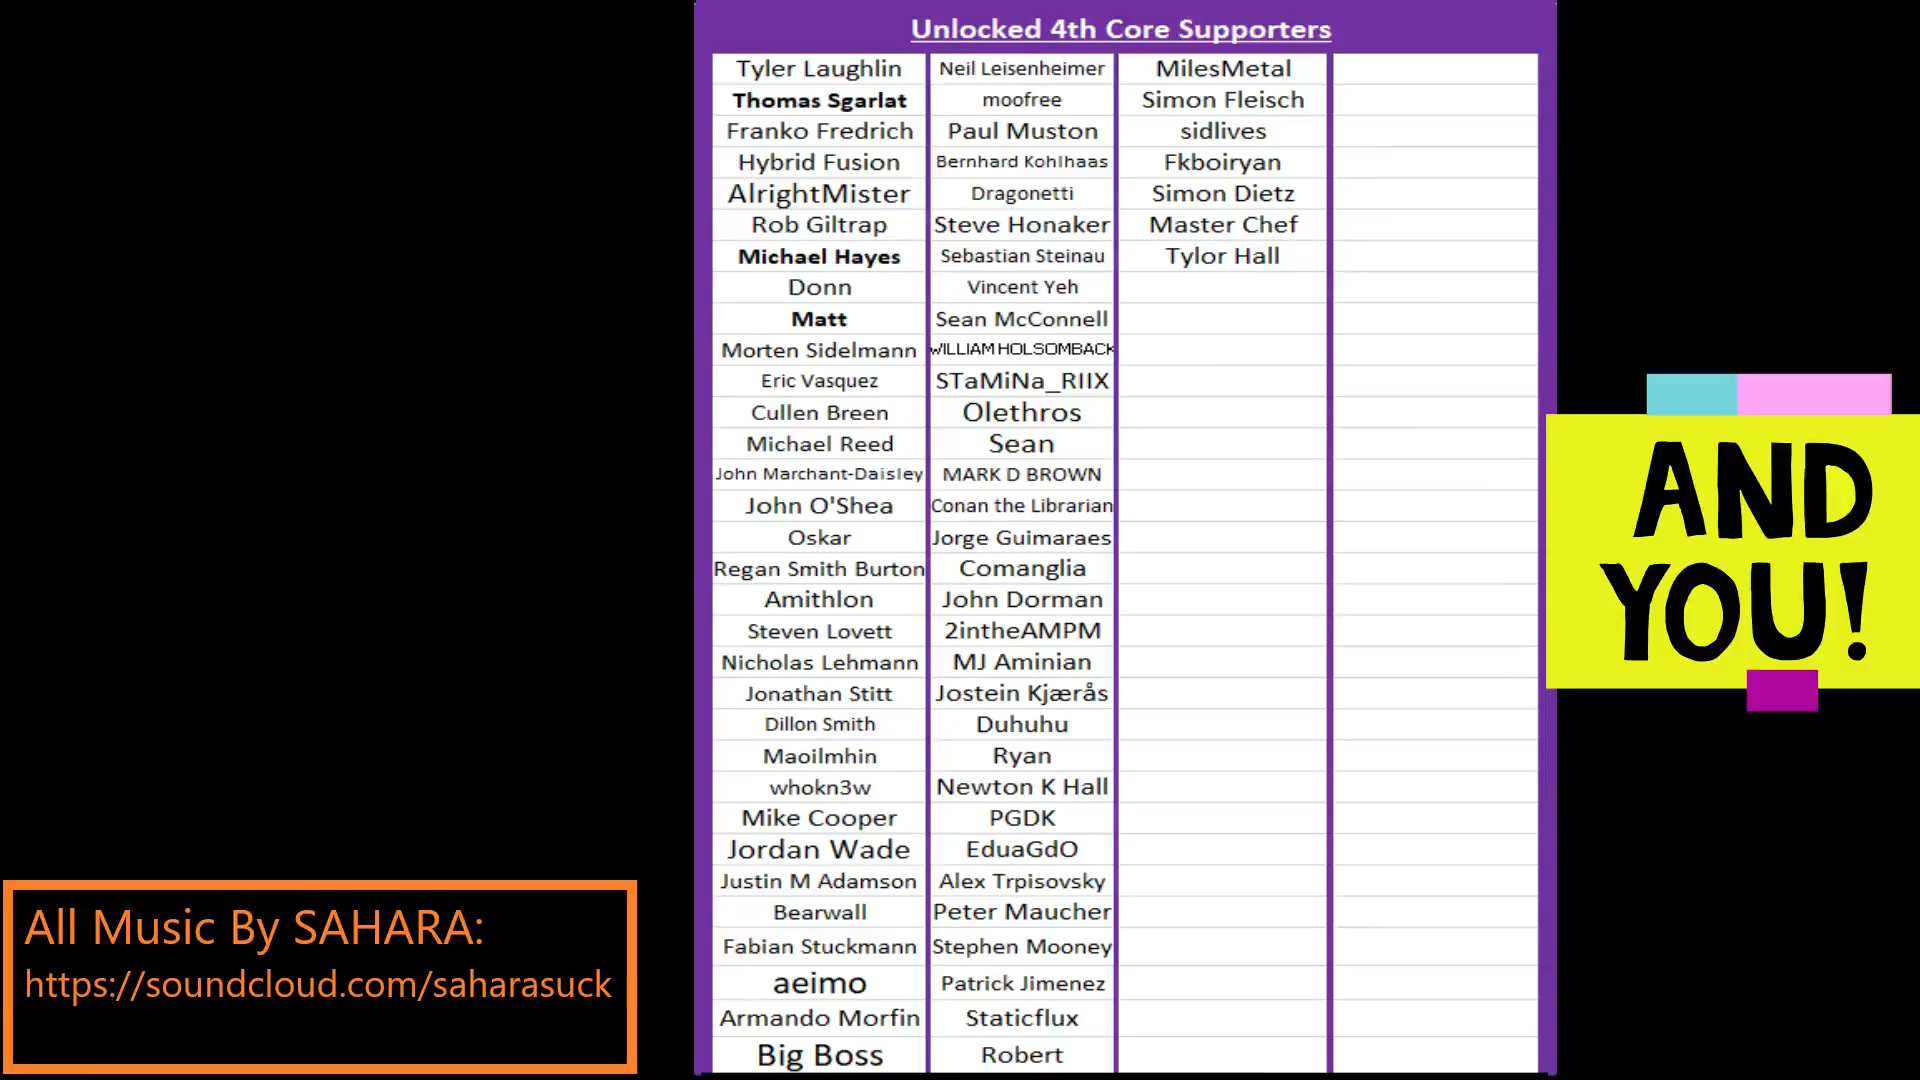 Unlocked 4th Core Supporters
Tyler Laughlin
Thomas Sgarlat
Franko Fredrich
Hybrid Fusion
AlrightMister
Rob Giltrap
Michael Hayes
Donn
Matt
Morten Sidelmann
Eric Vasquez
Cullen Breen
Michael Reed
John Marchant-Daisley
John O'Shea
Oskar
Regan Smith Burton
Amithlon
Steven Lovett
Nicholas Lehmann
Jonathan Stitt
Dillon Smith
Maoilmhin
whokn3w
Mike Cooper
Jordan Wade
Justin M Adamson
Bearwall
Fabian Stuckmann
aeimo
Armando Morfin
Big Boss
Neil Leisenheimer
moofree
Paul Muston
Bernhard Kohlhaas
Dragonetti
Steve Honaker
Sebastian Steinau
Vincent Yeh
Sean McConnell
WILLIAM HOLSOMBACK
STaMiNa_RIIX
Olethros
Sean
MARK D BROWN
Conan the Librarian
Jorge Guimaraes
Comanglia
John Dorman
2intheAMPM
MJ Aminian
Jostein Kjærås
Duhuhu
Ryan
Newton K Hall
PGDK
EduaGdO
Alex Trpisovsky
Peter Maucher
Stephen Mooney
Patrick Jimenez
Staticflux
Robert
MilesMetal
Simon Fleisch
sidlives
Fkboiryan
Simon Dietz
Master Chef
Tylor Hall
AND
YOU!
All Music By SAHARA:
https://soundcloud.com/saharasuck